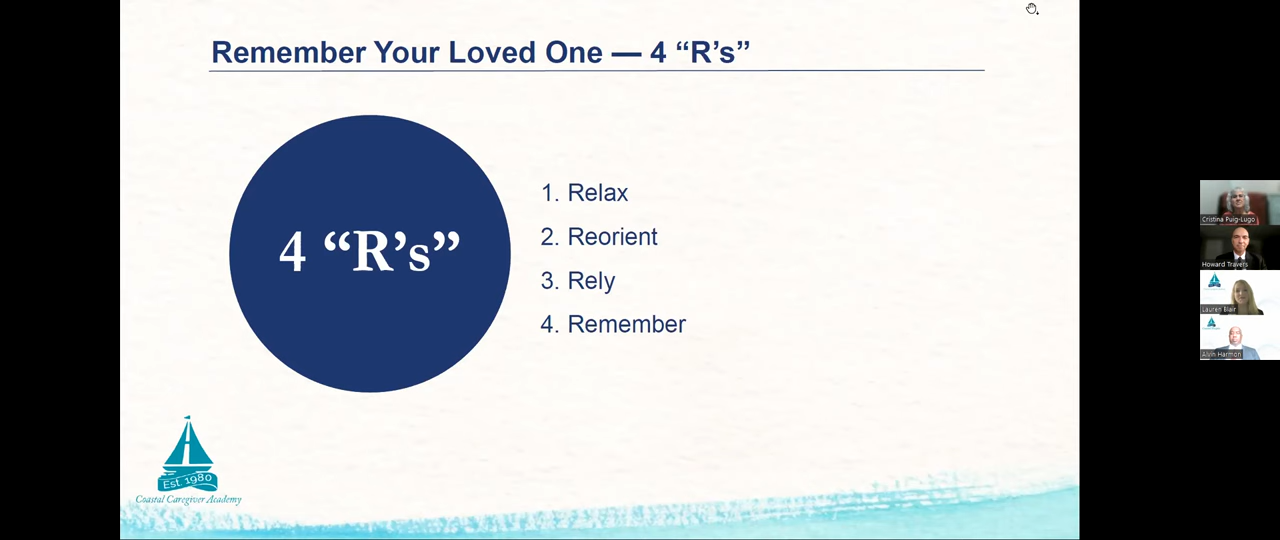 Remember Your Loved One — 4 “R’s”
4 “R’s”
1. Relax
2. Reorient
3. Rely
4. Remember
Est 1980
Coastal Caregiver Academy
Cristina Puig-Lugo
Howard Travers
Lauren Blair
Alvin Harmon